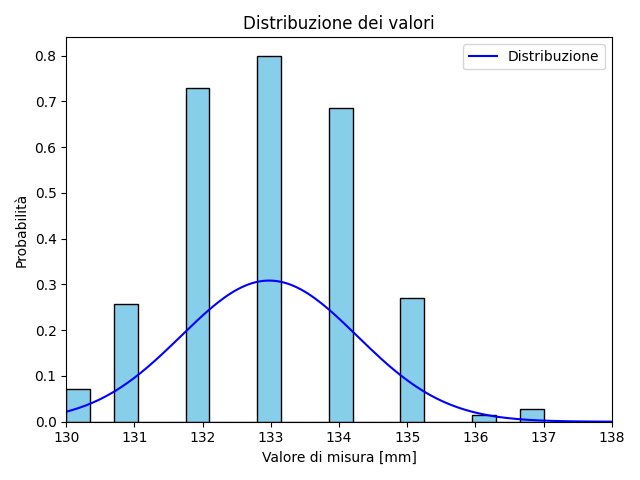 Distribuzione dei valori
Distribuzione
Probabilità
0.8
0.7
0.6
0.5
0.4
0.3
0.2
0.1
0.0
130 131 132 133 134 135 136 137 138
Valore di misura [mm]